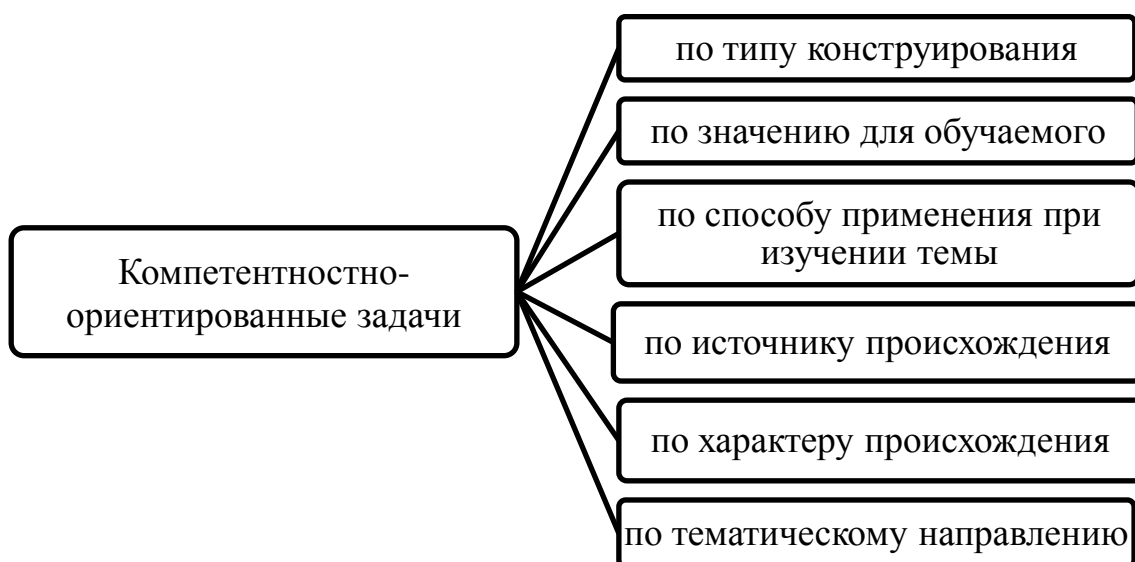 Компетентностно-
ориентированные задачи
по типу конструирования
по значению для обучаемого
по способу применения при
изучении темы
по источнику происхождения
по характеру происхождения
по тематическому направлению